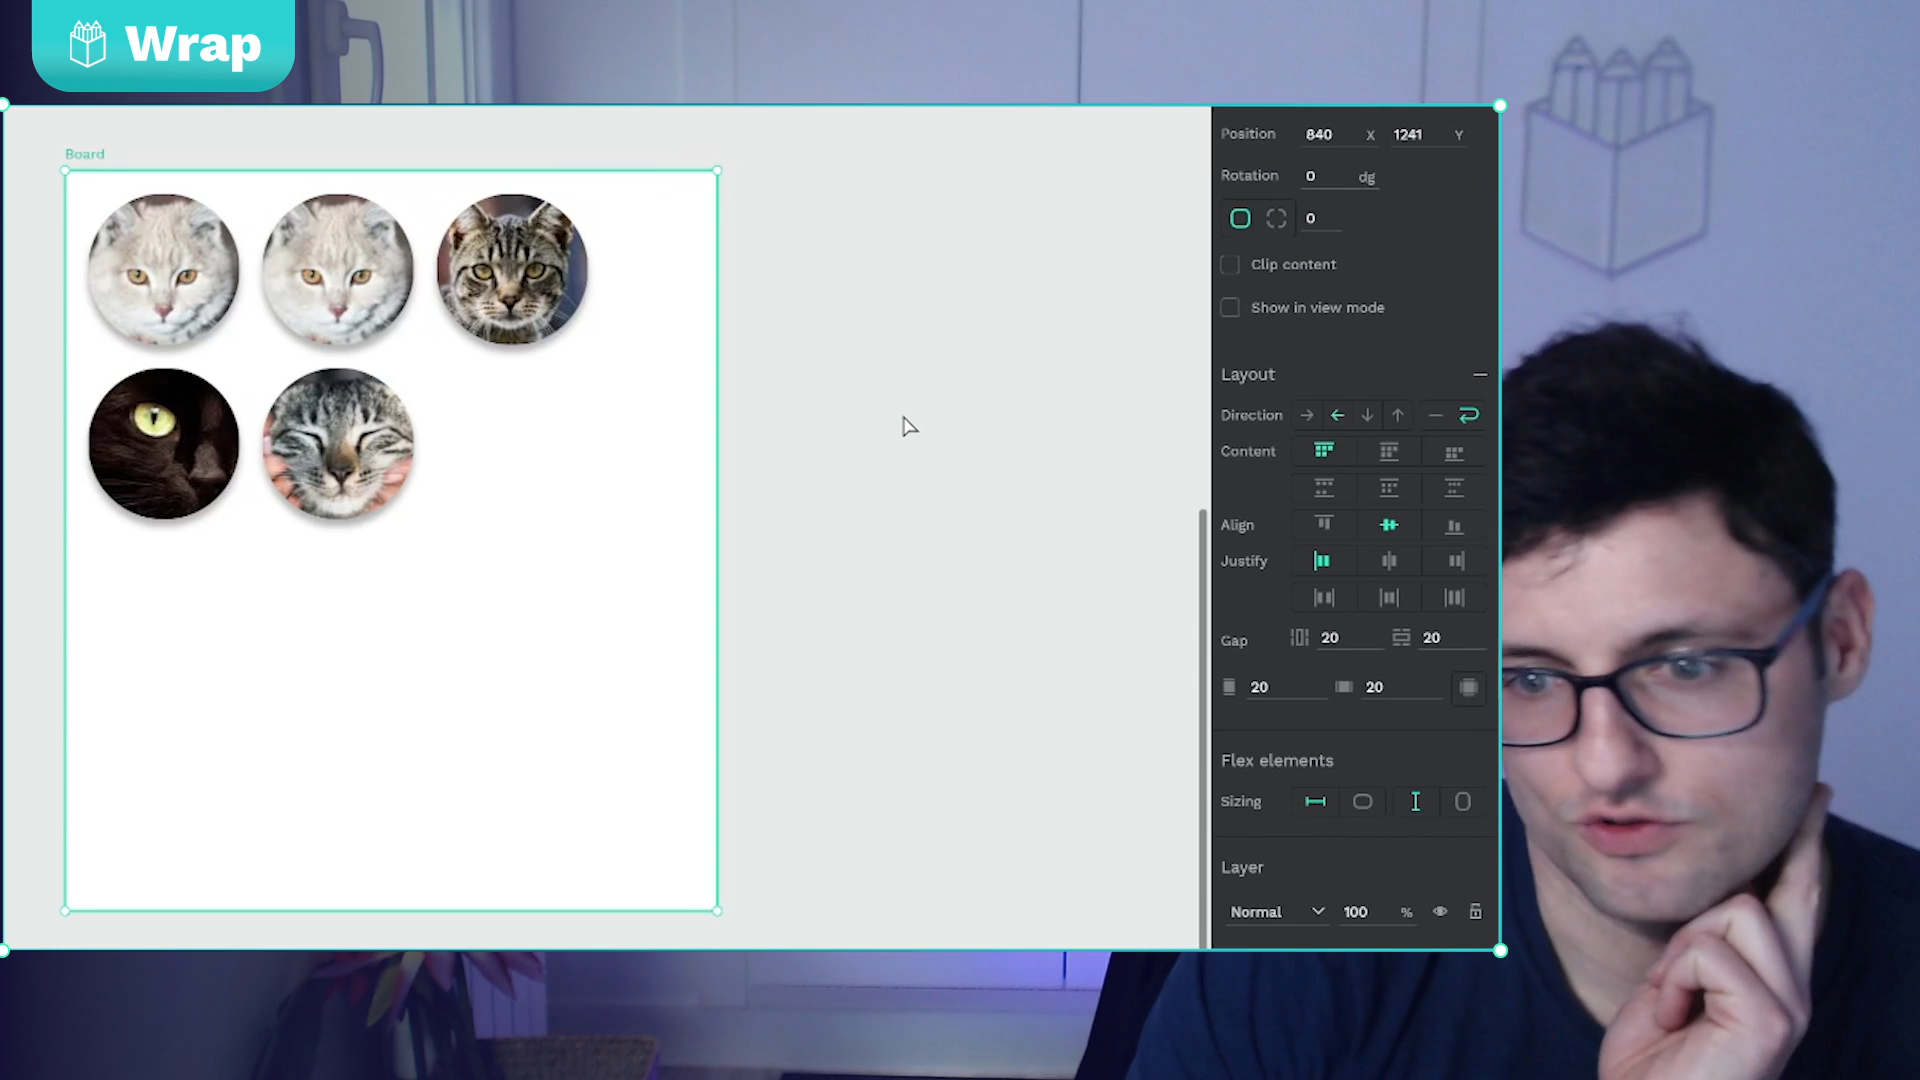 Wrap
Board
Position 840 X 1241 Y
Rotation 0 dg
0
Clip content
Show in view mode
Layout
Direction
Content
Align
Justify
Gap 20 20
20 20
Flex elements
Sizing
Layer
Normal 100 %